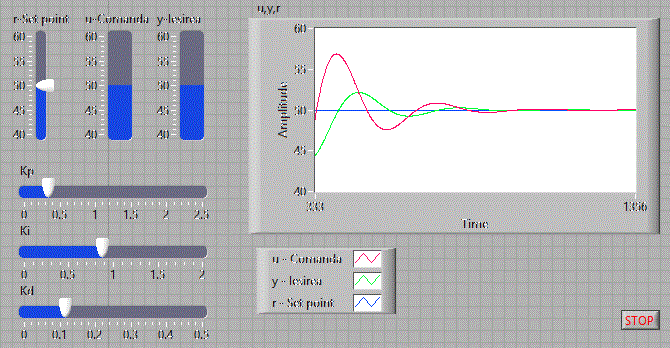 r-Set point u-Comanda y-Iesirea
60 60 60
55 55 55
50 50 50
45 45 45
40 40 40
Kp
0 0,5 1 1,5 2 2,5
Ki
0 0,5 1 1,5 2
Kd
0 0,1 0,2 0,3 0,4 0,5
u,y,r
Amplitude
60
55
50
45
40
333
Time
u - Comanda
y - Iesirea
r - Set point
STOP